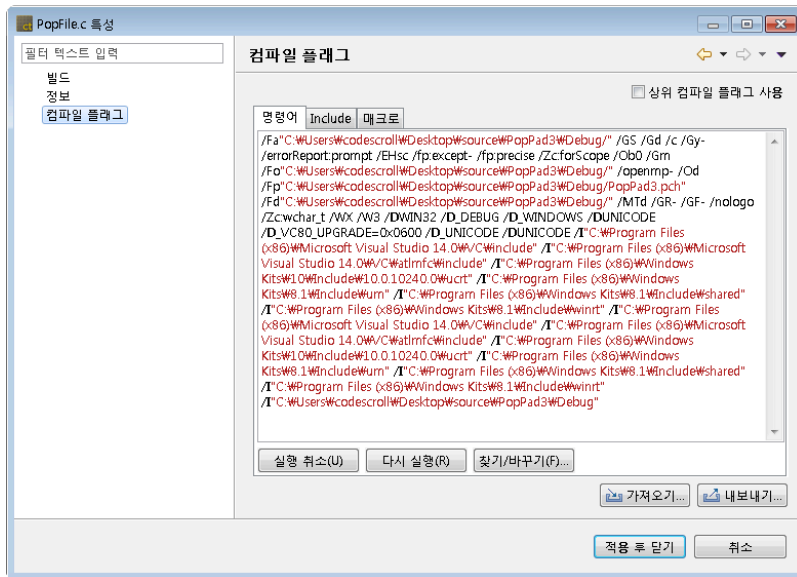 PopFile.c 특성
필터 텍스트 입력
빌드
정보
컴파일 플래그
컴파일 플래그
상위 컴파일 플래그 사용
명령어 Include 매크로
/Fa"C:₩Users₩codescroll₩Desktop₩source₩PopPad3₩Debug/" /GS /Gd /c /Gy-
/errorReport:prompt /EHsc /fp:except- /fp:precise /Zc:forScope /Ob0 /Gm
/Fo"C:₩Users₩codescroll₩Desktop₩source₩PopPad3₩Debug/" /openmp- /Od
/Fp"C:₩Users₩codescroll₩Desktop₩source₩PopPad3₩Debug/PopPad3.pch"
/Fd"C:₩Users₩codescroll₩Desktop₩source₩PopPad3₩Debug/" /MTd /GR- /GF- /nologo
/Zc:wchar_t /WX /W3 /DWIN32 /D_DEBUG /D_WINDOWS /DUNICODE
/D_VC80_UPGRADE=0x0600 /D_UNICODE /DUNICODE /I"C:₩Program Files
(x86)₩Microsoft Visual Studio 14.0₩VC₩include" /I"C:₩Program Files (x86)₩Microsoft
Visual Studio 14.0₩VC₩atlmfc₩include" /I"C:₩Program Files (x86)₩Windows
Kits₩10₩Include₩10.0.10240.0₩ucrt" /I"C:₩Program Files (x86)₩Windows
Kits₩8.1₩Include₩um" /I"C:₩Program Files (x86)₩Windows Kits₩8.1₩Include₩shared"
/I"C:₩Program Files (x86)₩Windows Kits₩8.1₩Include₩winrt" /I"C:₩Program Files
(x86)₩Microsoft Visual Studio 14.0₩VC₩include" /I"C:₩Program Files (x86)₩Microsoft
Visual Studio 14.0₩VC₩atlmfc₩include" /I"C:₩Program Files (x86)₩Windows
Kits₩10₩Include₩10.0.10240.0₩ucrt" /I"C:₩Program Files (x86)₩Windows
Kits₩8.1₩Include₩um" /I"C:₩Program Files (x86)₩Windows Kits₩8.1₩Include₩shared"
/I"C:₩Program Files (x86)₩Windows Kits₩8.1₩Include₩winrt"
/I"C:₩Users₩codescroll₩Desktop₩source₩PopPad3₩Debug"
실행 취소(U) 다시 실행(R) 찾기/바꾸기(F)...
가져오기... 내보내기...
적용 후 닫기 취소